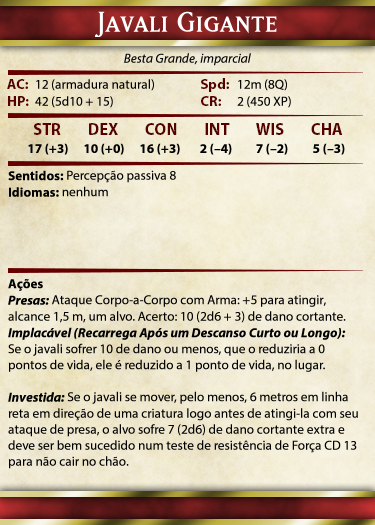 Javali Gigante
Besta Grande, imparcial
AC: 12 (armadura natural) Spd: 12m (8Q)
HP: 42 (5d10 + 15) CR: 2 (450 XP)
STR DEX CON INT WIS CHA
17 (+3) 10 (+0) 16 (+3) 2 (–4) 7 (–2) 5 (–3)
Sentidos: Percepção passiva 8
Idiomas: nenhum
Ações
Presas: Ataque Corpo-a-Corpo com Arma: +5 para atingir,
alcance 1,5 m, um alvo. Acerto: 10 (2d6 + 3) de dano cortante.
Implacável (Recarrega Após um Descanso Curto ou Longo):
Se o javali sofrer 10 de dano ou menos, que o reduziria a 0
pontos de vida, ele é reduzido a 1 ponto de vida, no lugar.
Investida: Se o javali se mover, pelo menos, 6 metros em linha
reta em direção de uma criatura logo antes de atingi-la com seu
ataque de presa, o alvo sofre 7 (2d6) de dano cortante extra e
deve ser bem sucedido num teste de resistência de Força CD 13
para não cair no chão.